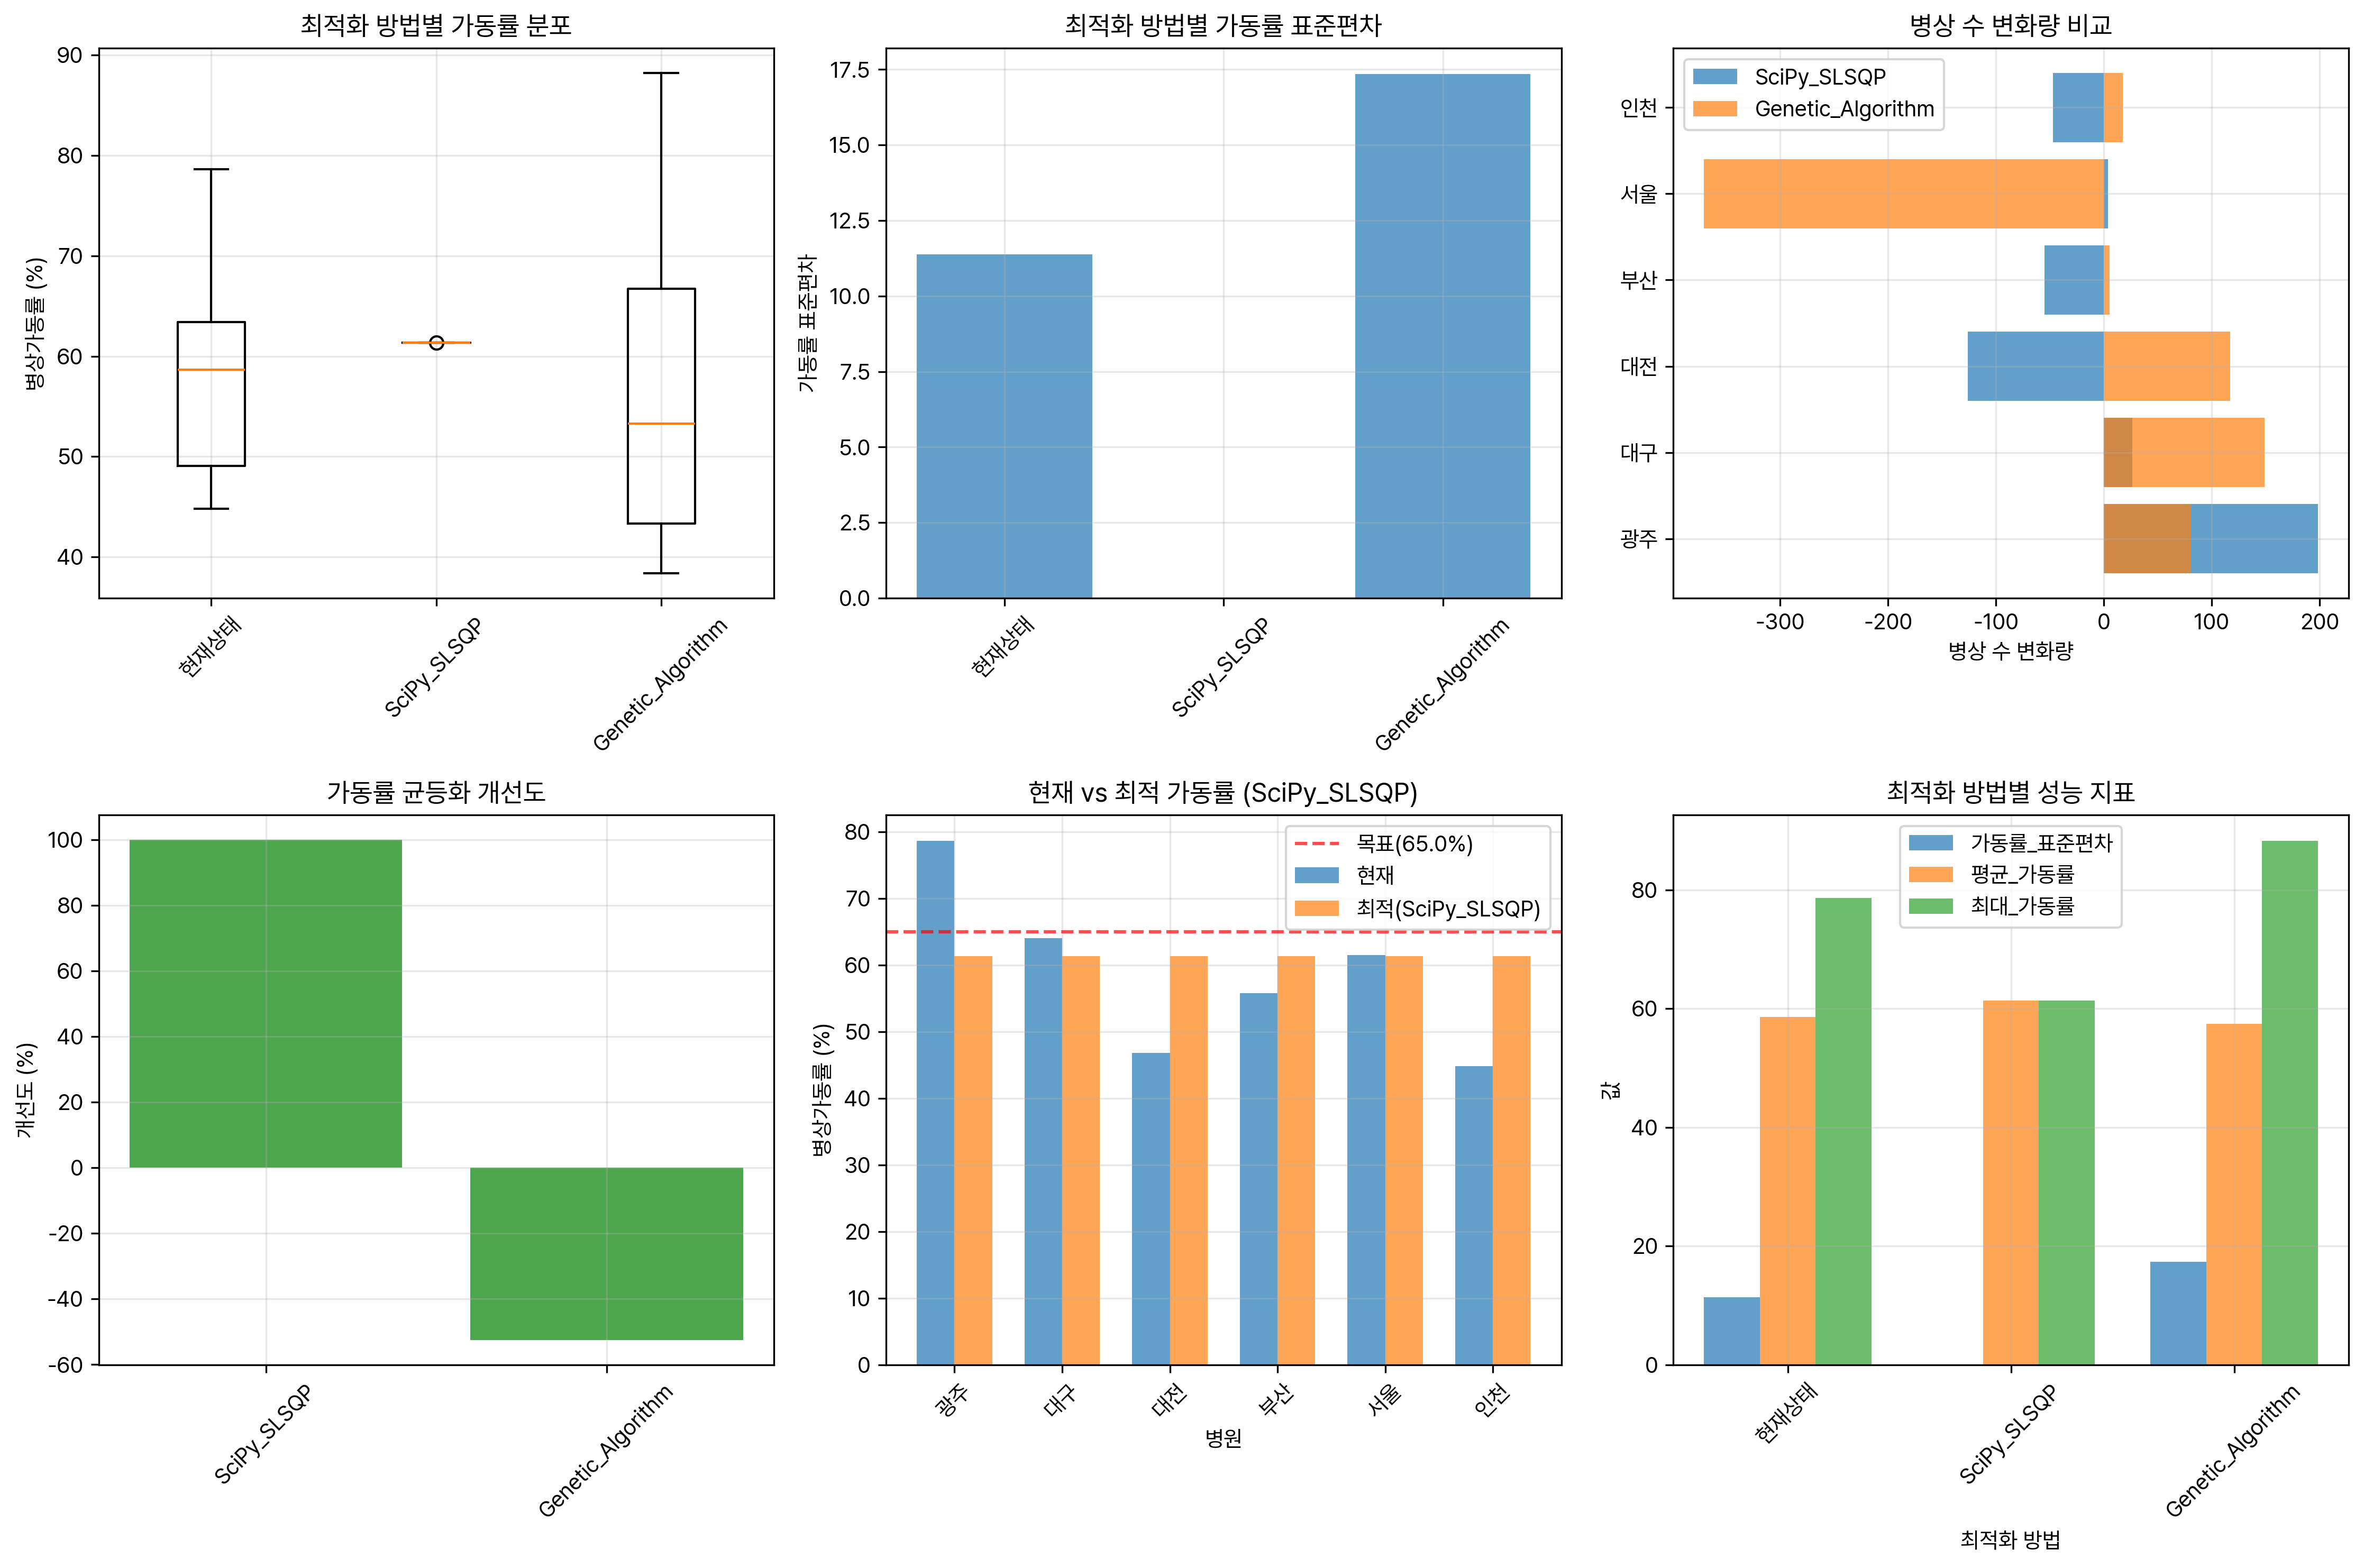 최적화 방법별 가동률 분포
병상가동률 (%)
90
80
70
60
50
40
현재상태
SciPy_SLSQP
Genetic_Algorithm
최적화 방법별 가동률 표준편차
가동률 표준편차
17.5
15.0
12.5
10.0
7.5
5.0
2.5
0.0
현재상태
SciPy_SLSQP
Genetic_Algorithm
병상 수 변화량 비교
SciPy_SLSQP
Genetic_Algorithm
인천
서울
부산
대전
대구
광주
-300
-200
-100
0
100
200
병상 수 변화량
가동률 균등화 개선도
개선도 (%)
100
80
60
40
20
0
-20
-40
-60
SciPy_SLSQP
Genetic_Algorithm
현재 vs 최적 가동률 (SciPy_SLSQP)
목표(65.0%)
현재
최적(SciPy_SLSQP)
병상가동률 (%)
80
70
60
50
40
30
20
10
0
광주
대구
대전
부산
서울
인천
병원
최적화 방법별 성능 지표
가동률_표준편차
평균_가동률
최대_가동률
값
80
60
40
20
0
현재상태
SciPy_SLSQP
Genetic_Algorithm
최적화 방법